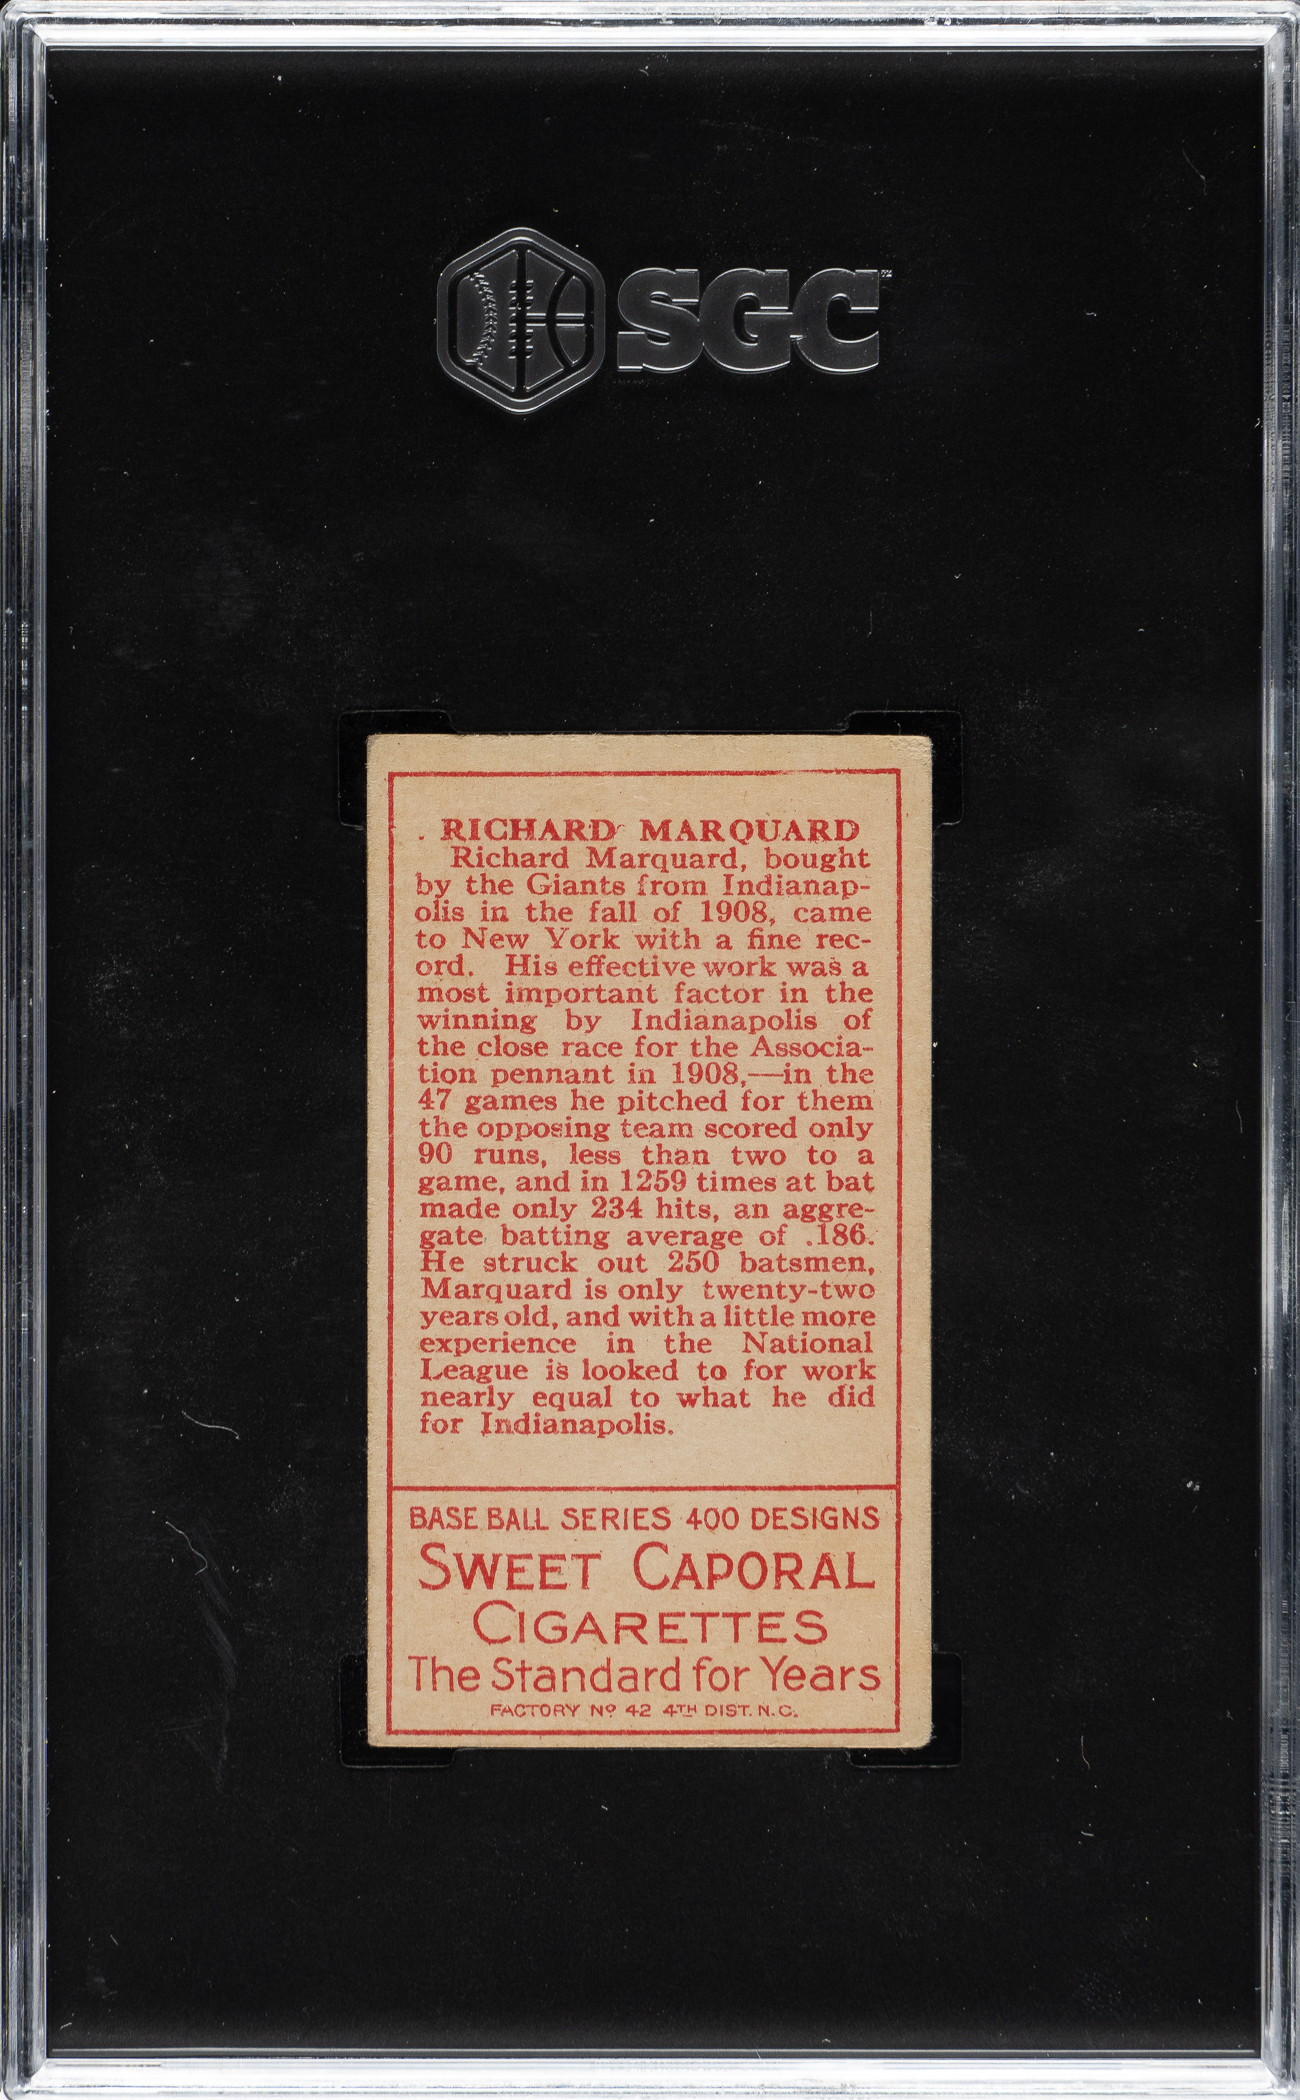 SGC
RICHARD MARQUARD
Richard Marquard, bought
by the Giants from Indianap-
olis in the fall of 1908, came
to New York with a fine rec-
ord. His effective work was a
most important factor in the
winning by Indianapolis of
the close race for the Associa-
tion pennant in 1908,—in the
47 games he pitched for them
the opposing team scored only
90 runs, less than two to a
game, and in 1259 times at bat
made only 234 hits, an aggre-
gate batting average of .186.
He struck out 250 batsmen,
Marquard is only twenty-two
years old, and with a little more
experience in the National
League is looked to for work
nearly equal to what he did
for Indianapolis.
BASE BALL SERIES 400 DESIGNS
SWEET CAPORAL
CIGARETTES
The Standard for Years
FACTORY Nº 42 4TH DIST. N.C.